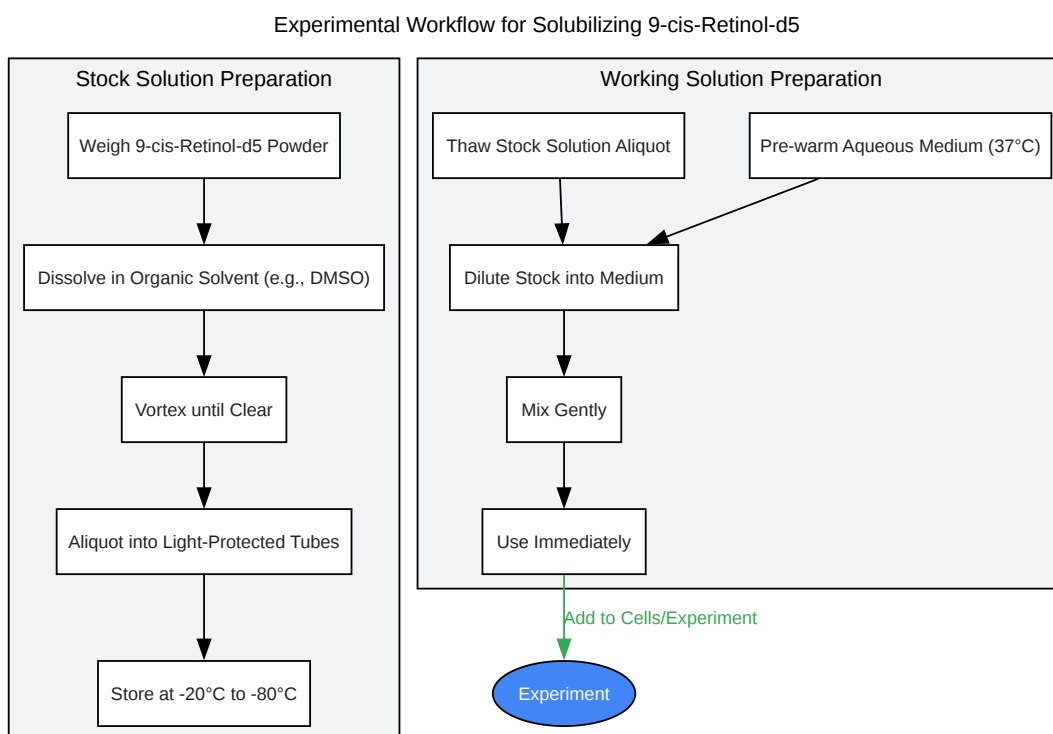 Experimental Workflow for Solubilizing 9-cis-Retinol-d5
Stock Solution Preparation
Weigh 9-cis-Retinol-d5 Powder
Dissolve in Organic Solvent (e.g., DMSO)
Vortex until Clear
Aliquot into Light-Protected Tubes
Store at -20°C to -80°C
Working Solution Preparation
Thaw Stock Solution Aliquot
Pre-warm Aqueous Medium (37°C)
Dilute Stock into Medium
Mix Gently
Use Immediately
Add to Cells/Experiment
Experiment